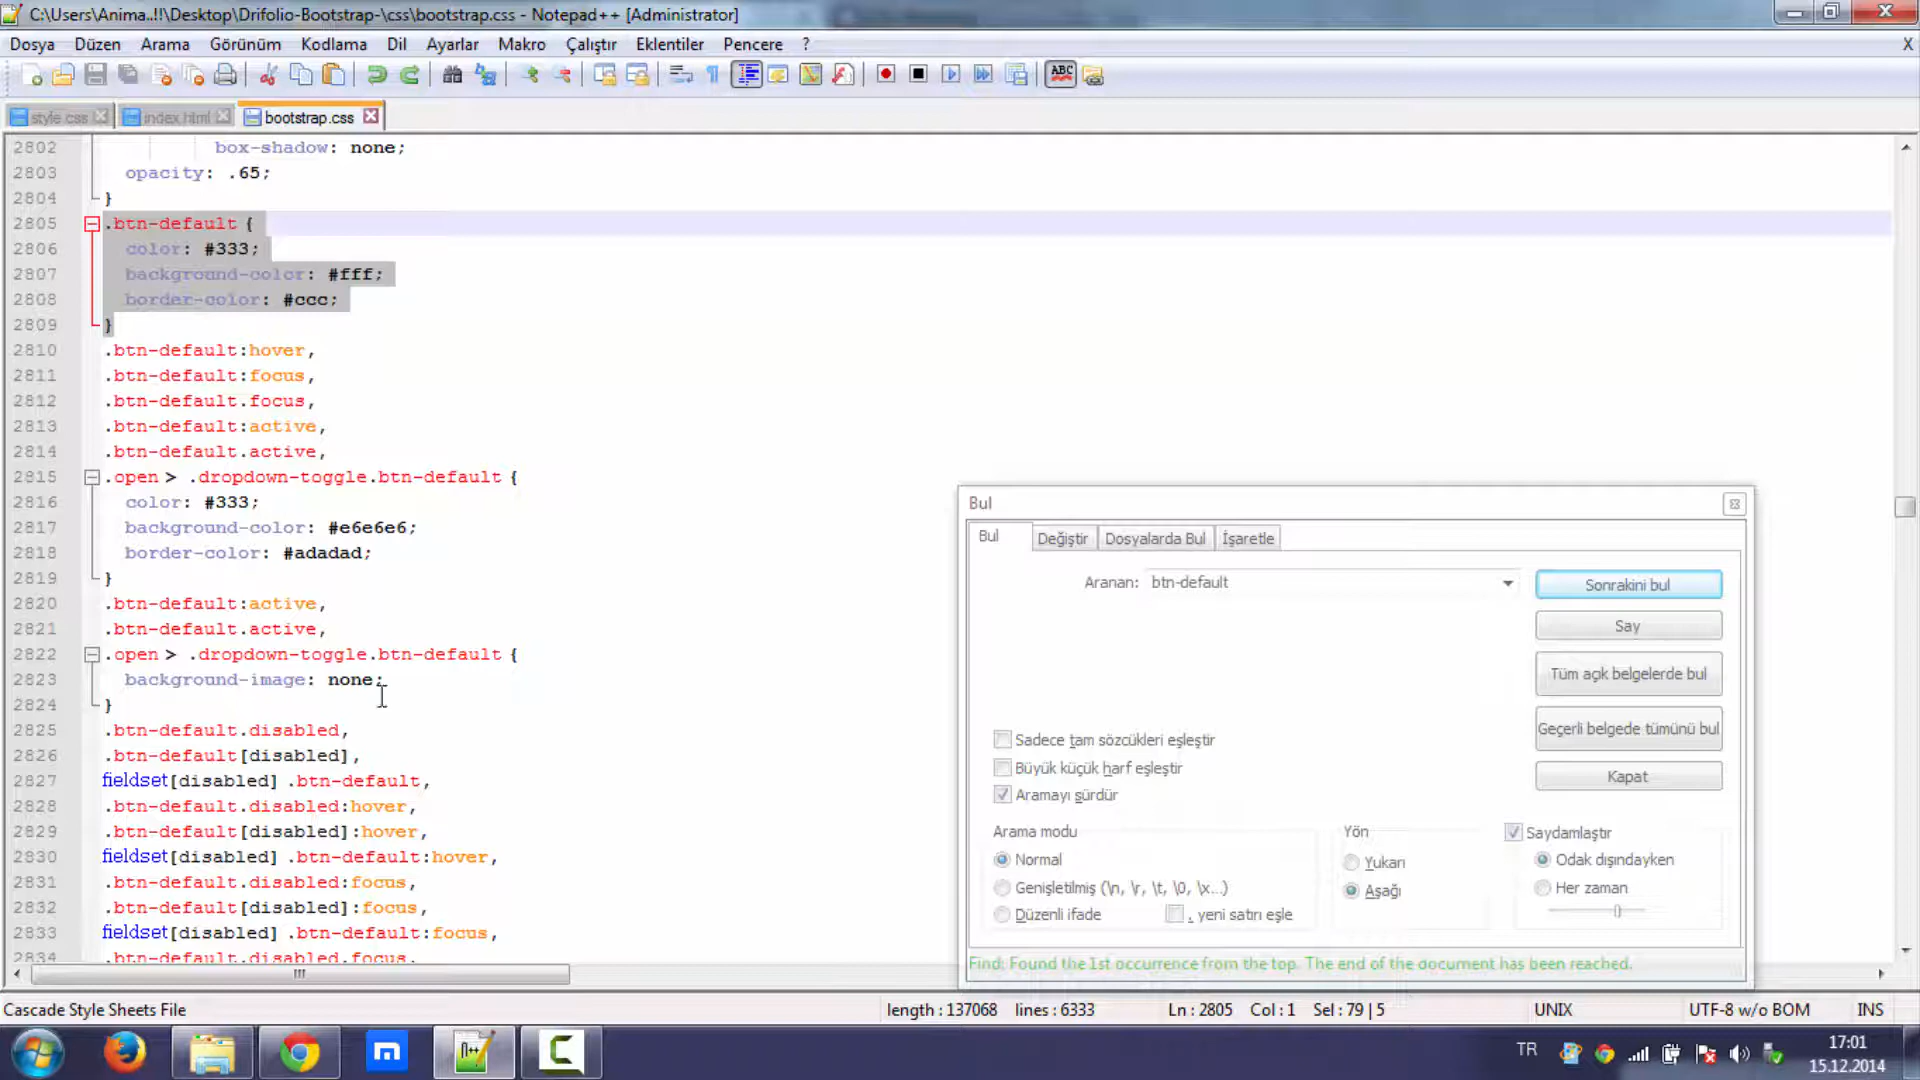 C:\Users\Anima..!!\Desktop\Drifolio-Bootstrap-\css\bootstrap.css - Notepad++ [Administrator]
Dosya Düzen Arama Görünüm Kodlama Dil Ayarlar Makro Çalıştır Eklentiler Pencere ? X
style.css index.html bootstrap.css
2802 box-shadow: none;
2803 opacity: .65;
2804 }
2805 .btn-default {
2806 color: #333;
2807 background-color: #fff;
2808 border-color: #ccc;
2809 }
2810 .btn-default:hover,
2811 .btn-default:focus,
2812 .btn-default.focus,
2813 .btn-default:active,
2814 .btn-default.active,
2815 .open > .dropdown-toggle.btn-default {
2816 color: #333;
2817 background-color: #e6e6e6;
2818 border-color: #adadad;
2819 }
2820 .btn-default:active,
2821 .btn-default.active,
2822 .open > .dropdown-toggle.btn-default {
2823 background-image: none;
2824 }
2825 .btn-default.disabled,
2826 .btn-default[disabled],
2827 fieldset[disabled] .btn-default,
2828 .btn-default.disabled:hover,
2829 .btn-default[disabled]:hover,
2830 fieldset[disabled] .btn-default:hover,
2831 .btn-default.disabled:focus,
2832 .btn-default[disabled]:focus,
2833 fieldset[disabled] .btn-default:focus,
2834 .btn-default.disabled.focus,
Bul
Bul Değiştir Dosyalarda Bul İşaretle
Aranan: btn-default
Sonrakini bul
Say
Tüm açık belgelerde bul
Geçerli belgede tümünü bul
Kapat
Sadece tam sözcükleri eşleştir
Büyük küçük harf eşleştir
Aramayı sürdür
Arama modu
Normal
Genişletilmiş (\n, \r, \t, \0, \x...)
Düzenli ifade
. yeni satırı eşle
Yön
Yukarı
Aşağı
Saydamlaştır
Odak dışındayken
Her zaman
Find: Found the 1st occurrence from the top. The end of the document has been reached.
Cascade Style Sheets File length : 137068 lines : 6333 Ln : 2805 Col : 1 Sel : 79 | 5 UNIX UTF-8 w/o BOM INS
TR
17:01
15.12.2014